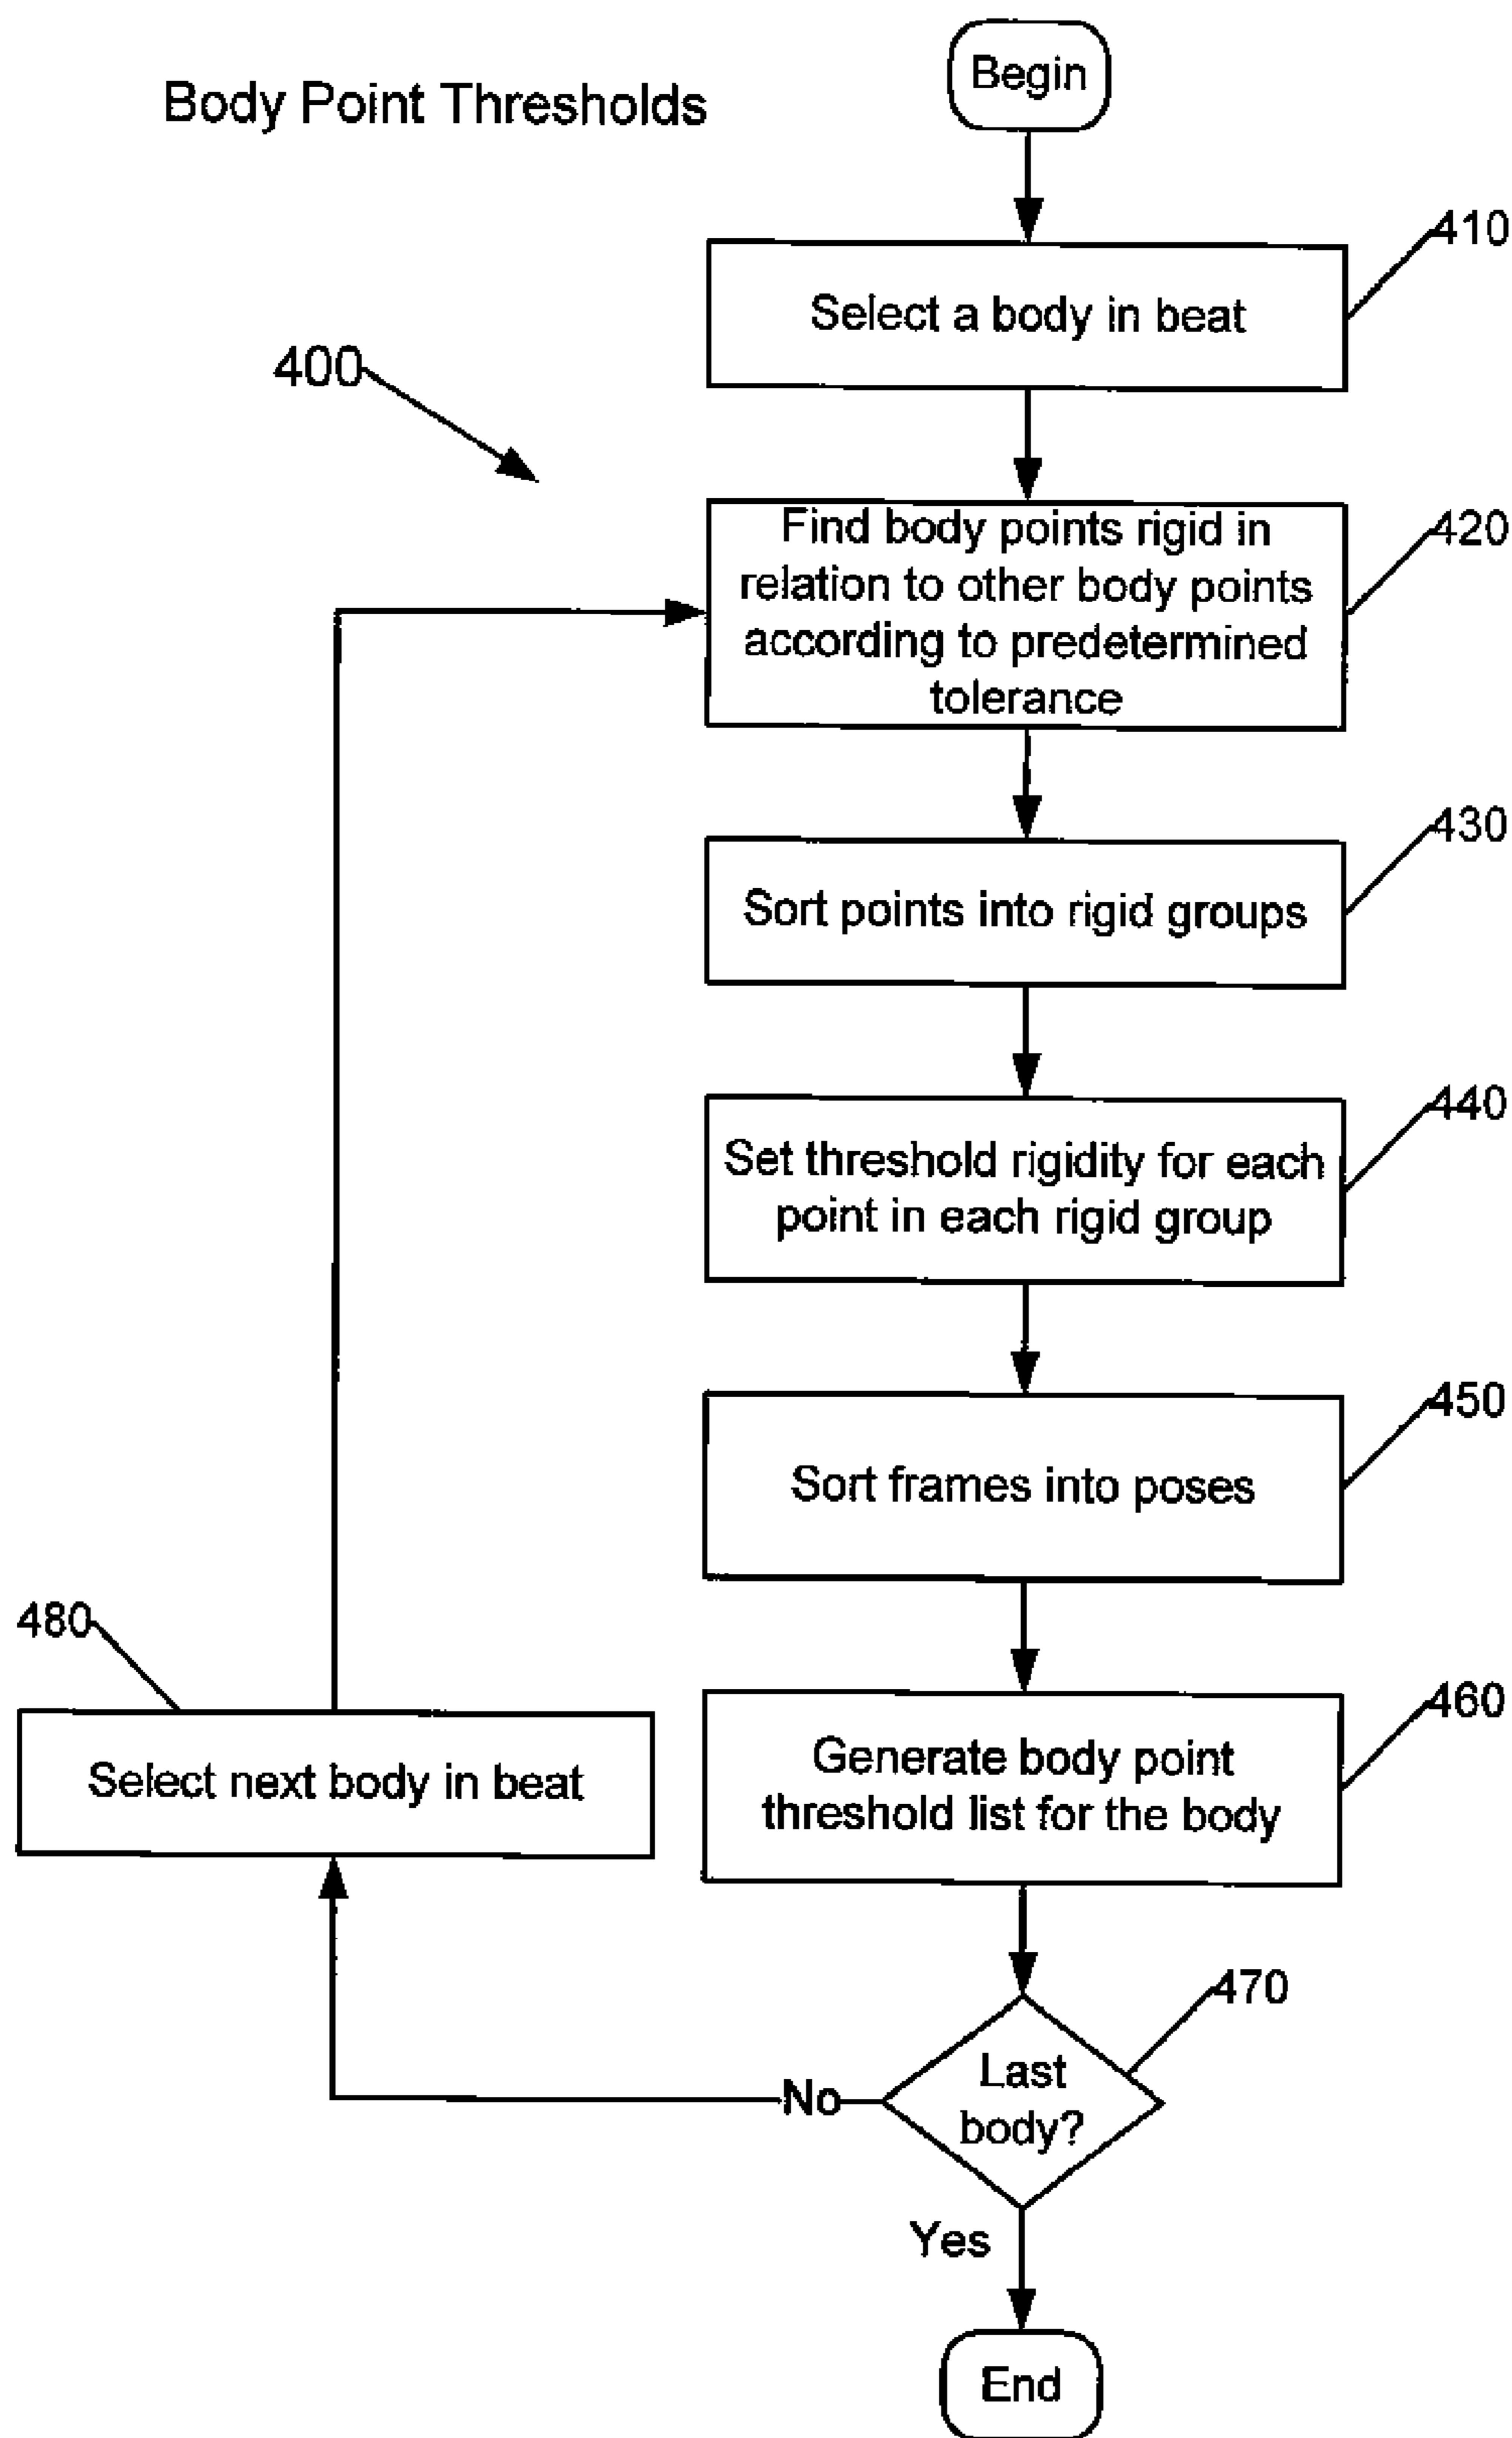 Body Point Thresholds
Begin
410
Select a body in beat
400
Find body points rigid in
relation to other body points
according to predetermined
tolerance
420
430
Sort points into rigid groups
440
Set threshold rigidity for each
point in each rigid group
450
Sort frames into poses
460
Generate body point
threshold list for the body
480
Select next body in beat
470
Last
body?
No
Yes
End